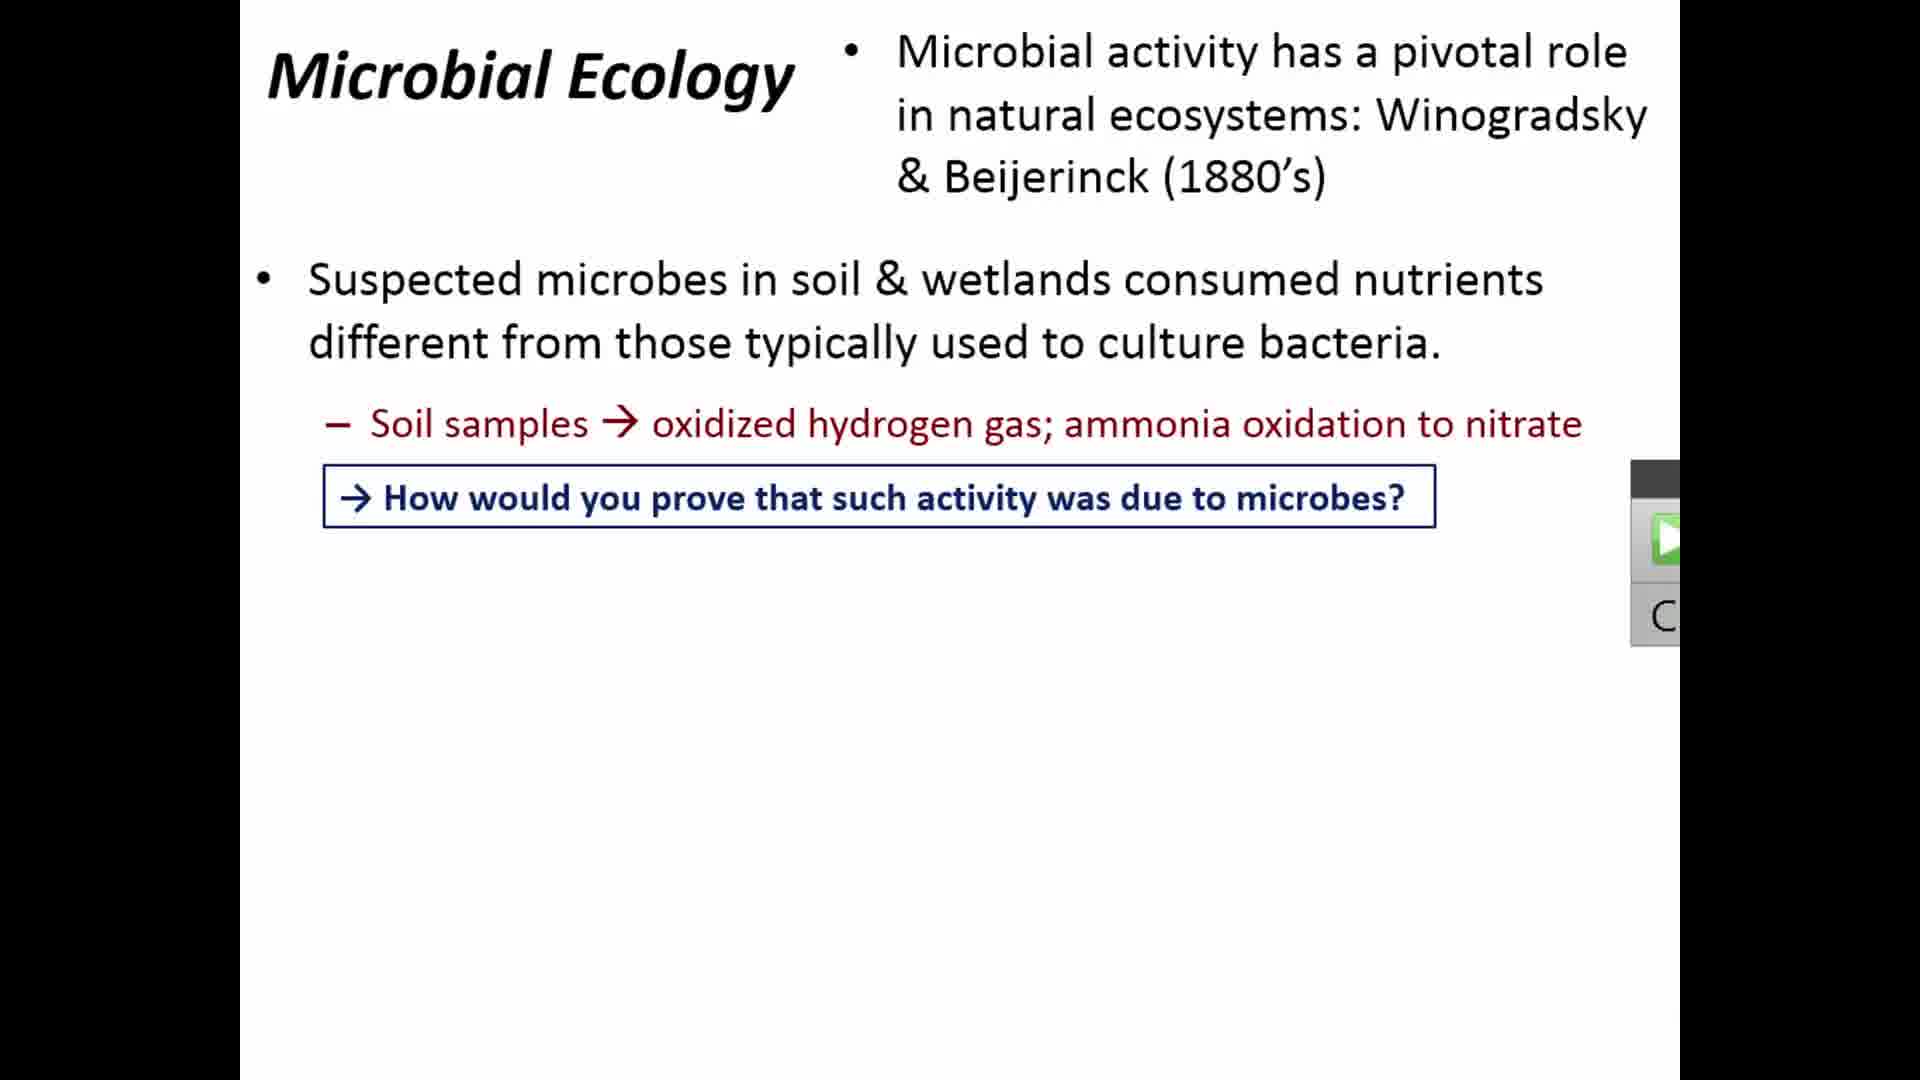 Microbial Ecology
• Microbial activity has a pivotal role
in natural ecosystems: Winogradsky
& Beijerinck (1880’s)
• Suspected microbes in soil & wetlands consumed nutrients
different from those typically used to culture bacteria.
– Soil samples → oxidized hydrogen gas; ammonia oxidation to nitrate
→ How would you prove that such activity was due to microbes?
C